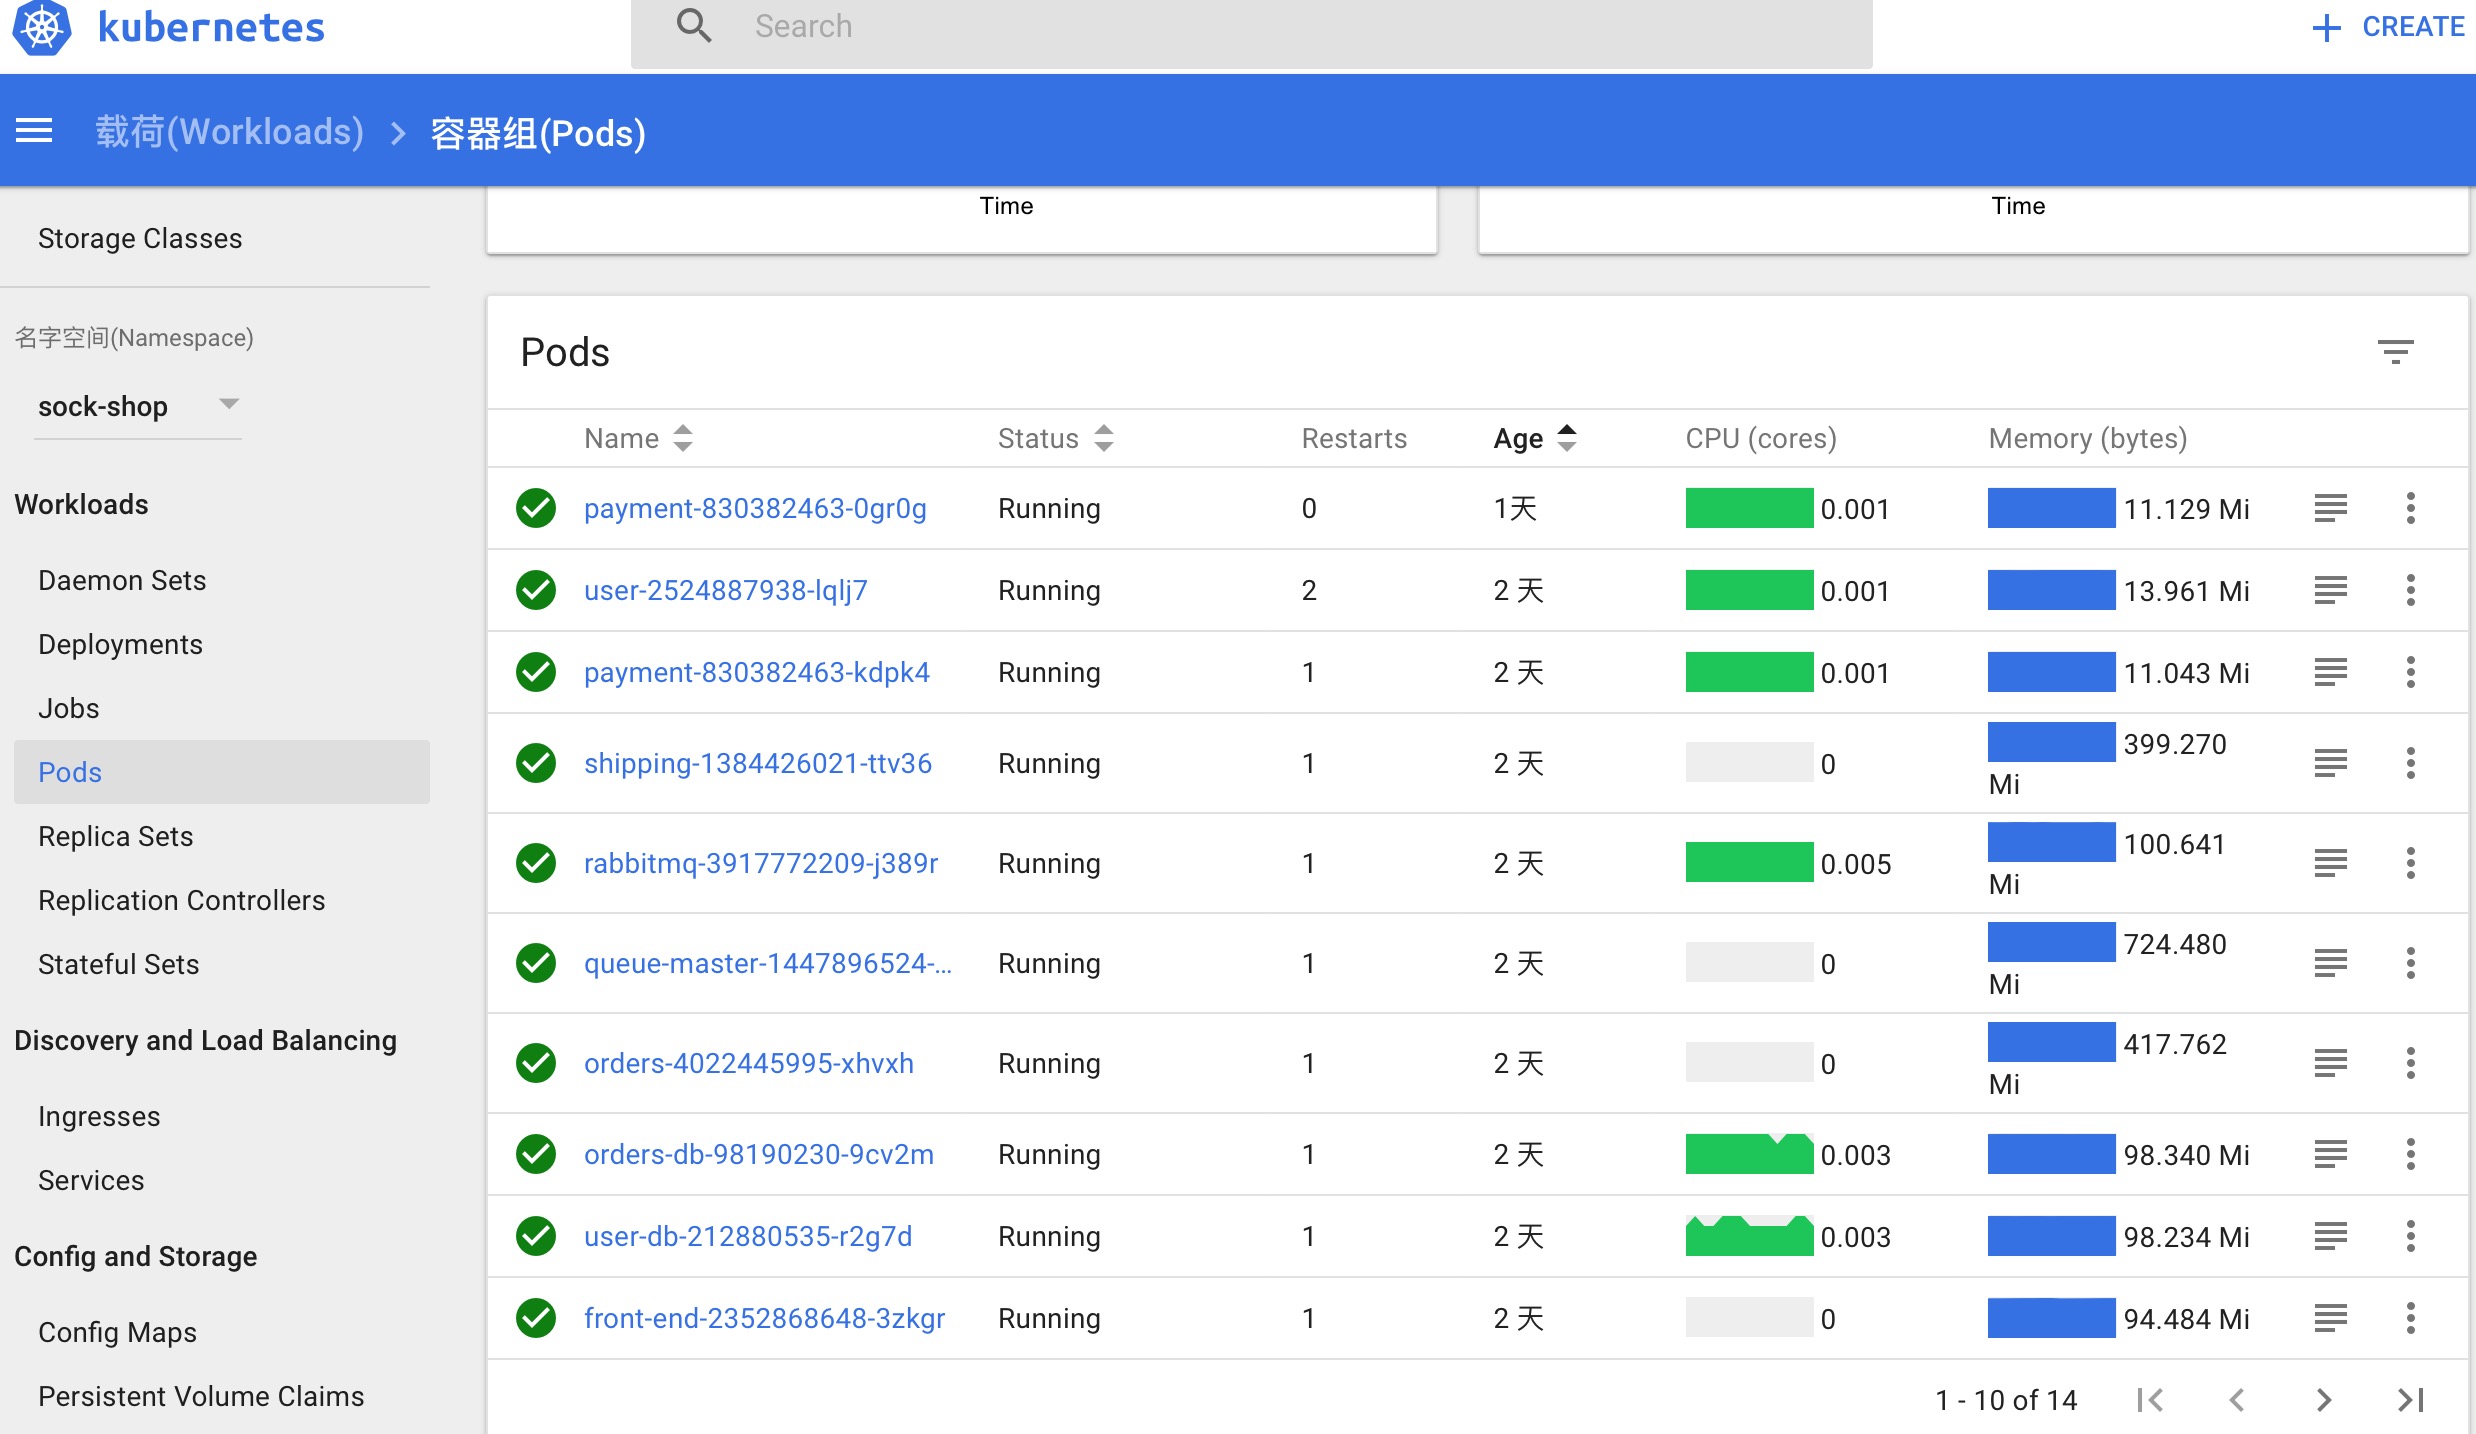 kubernetes
Search
CREATE
载荷(Workloads)
容器组(Pods)
Storage Classes
名字空间(Namespace)
sock-shop
Workloads
Daemon Sets
Deployments
Jobs
Pods
Replica Sets
Replication Controllers
Stateful Sets
Discovery and Load Balancing
Ingresses
Services
Config and Storage
Config Maps
Persistent Volume Claims
Time
Time
Pods
Name Status Restarts Age CPU (cores) Memory (bytes)
payment-830382463-0gr0g Running 0 1天 0.001 11.129 Mi
user-2524887938-lqlj7 Running 2 2 天 0.001 13.961 Mi
payment-830382463-kdpk4 Running 1 2 天 0.001 11.043 Mi
shipping-1384426021-ttv36 Running 1 2 天 0 399.270
Mi
rabbitmq-3917772209-j389r Running 1 2 天 0.005 100.641
Mi
queue-master-1447896524-... Running 1 2 天 0 724.480
Mi
orders-4022445995-xhvxh Running 1 2 天 0 417.762
Mi
orders-db-98190230-9cv2m Running 1 2 天 0.003 98.340 Mi
user-db-212880535-r2g7d Running 1 2 天 0.003 98.234 Mi
front-end-2352868648-3zkgr Running 1 2 天 0 94.484 Mi
1 - 10 of 14